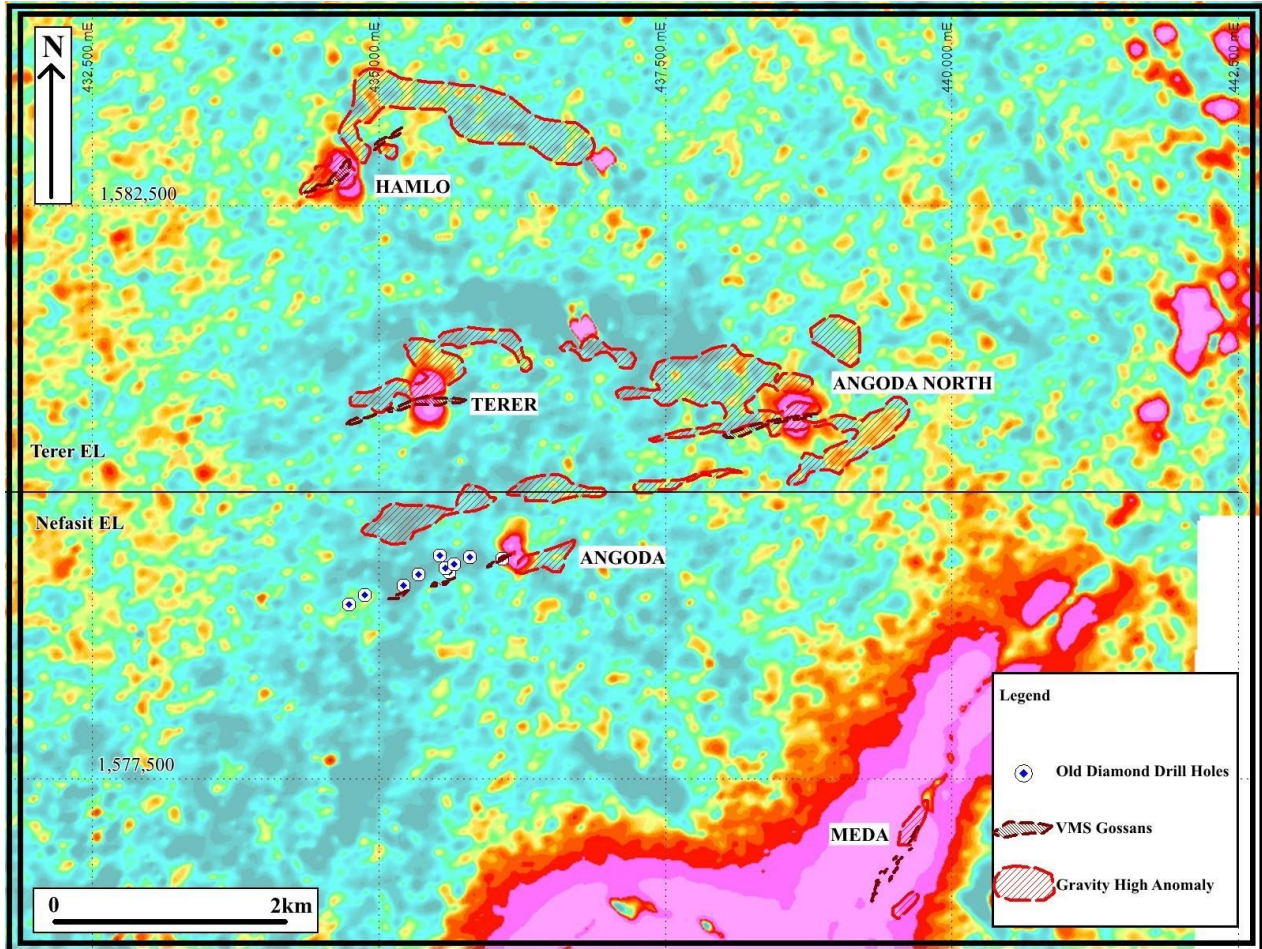 N
432,500 mE
435,000 mE
437,500 mE
440,000 mE
442,500 mE
HAMLO
1,582,500
ANGODA NORTH
TERER
Terer EL
Nefasit EL
ANGODA
Legend
Old Diamond Drill Holes
1,577,500
MEDA
VMS Gossans
Gravity High Anomaly
0 2km